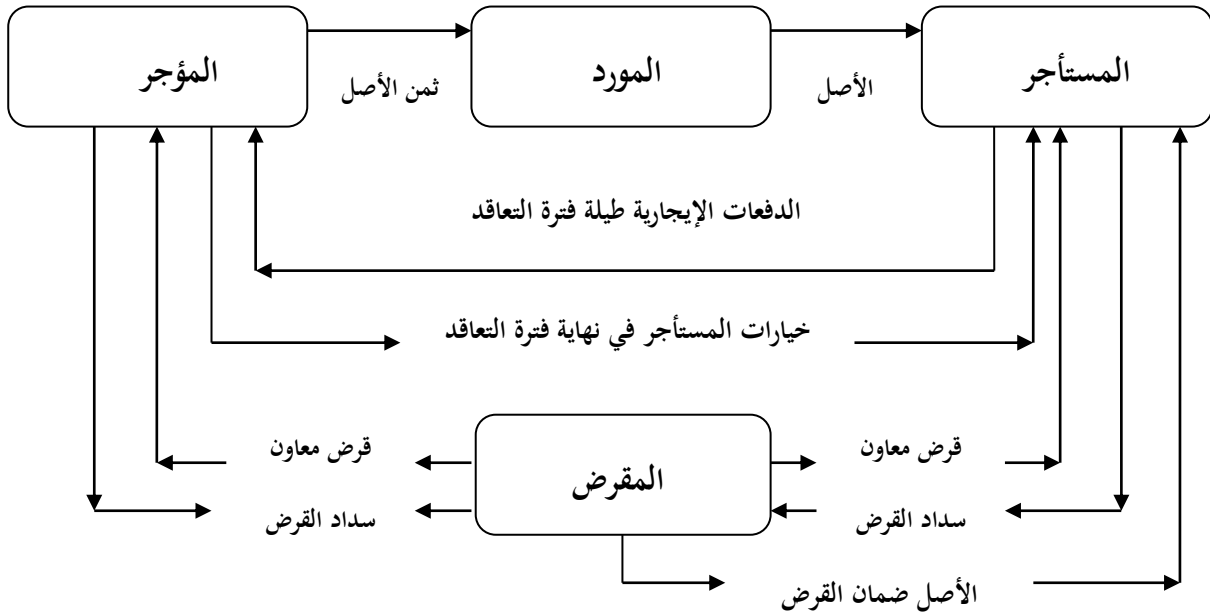 المستأجر
المورد
المؤجر
الأصل
ثمن الأصل
الدفعات الإيجارية طيلة فترة التعاقد
خيارات المستأجر في نهاية فترة التعاقد
قرض معاون
المقرض
قرض معاون
سداد القرض
سداد القرض
الأصل ضمان القرض